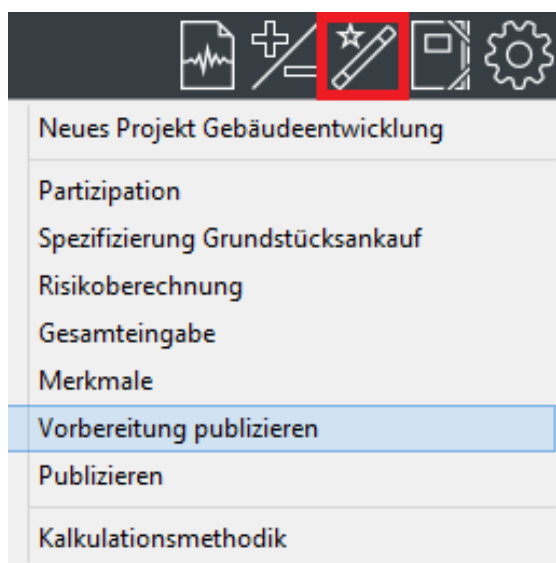 Neues Projekt Gebäudeentwicklung
Partizipation
Spezifizierung Grundstücksankauf
Risikoberechnung
Gesamteingabe
Merkmale
Vorbereitung publizieren
Publizieren
Kalkulationsmethodik